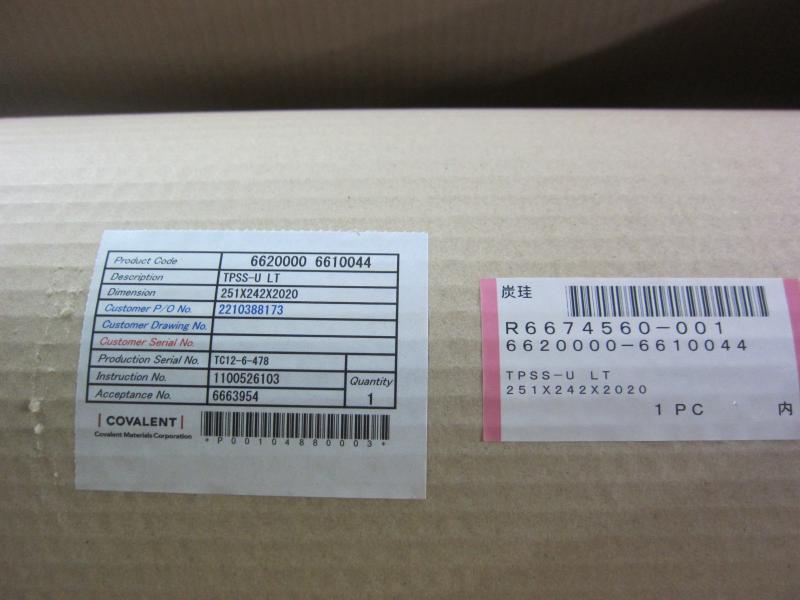 Product Code 6620000 6610044
Description TPSS-U LT
Dimension 251X242X2020
Customer P/O No. 2210388173
Customer Drawing No.
Customer Serial No.
Production Serial No. TC12-6-478
Instruction No. 1100526103
Quantity
Acceptance No. 6663954
1
COVALENT
Covalent Materials Corporation
*P00104880003*
炭珪
R6674560-001
6620000-6610044
TPSS-U LT
251X242X2020
1 PC
内